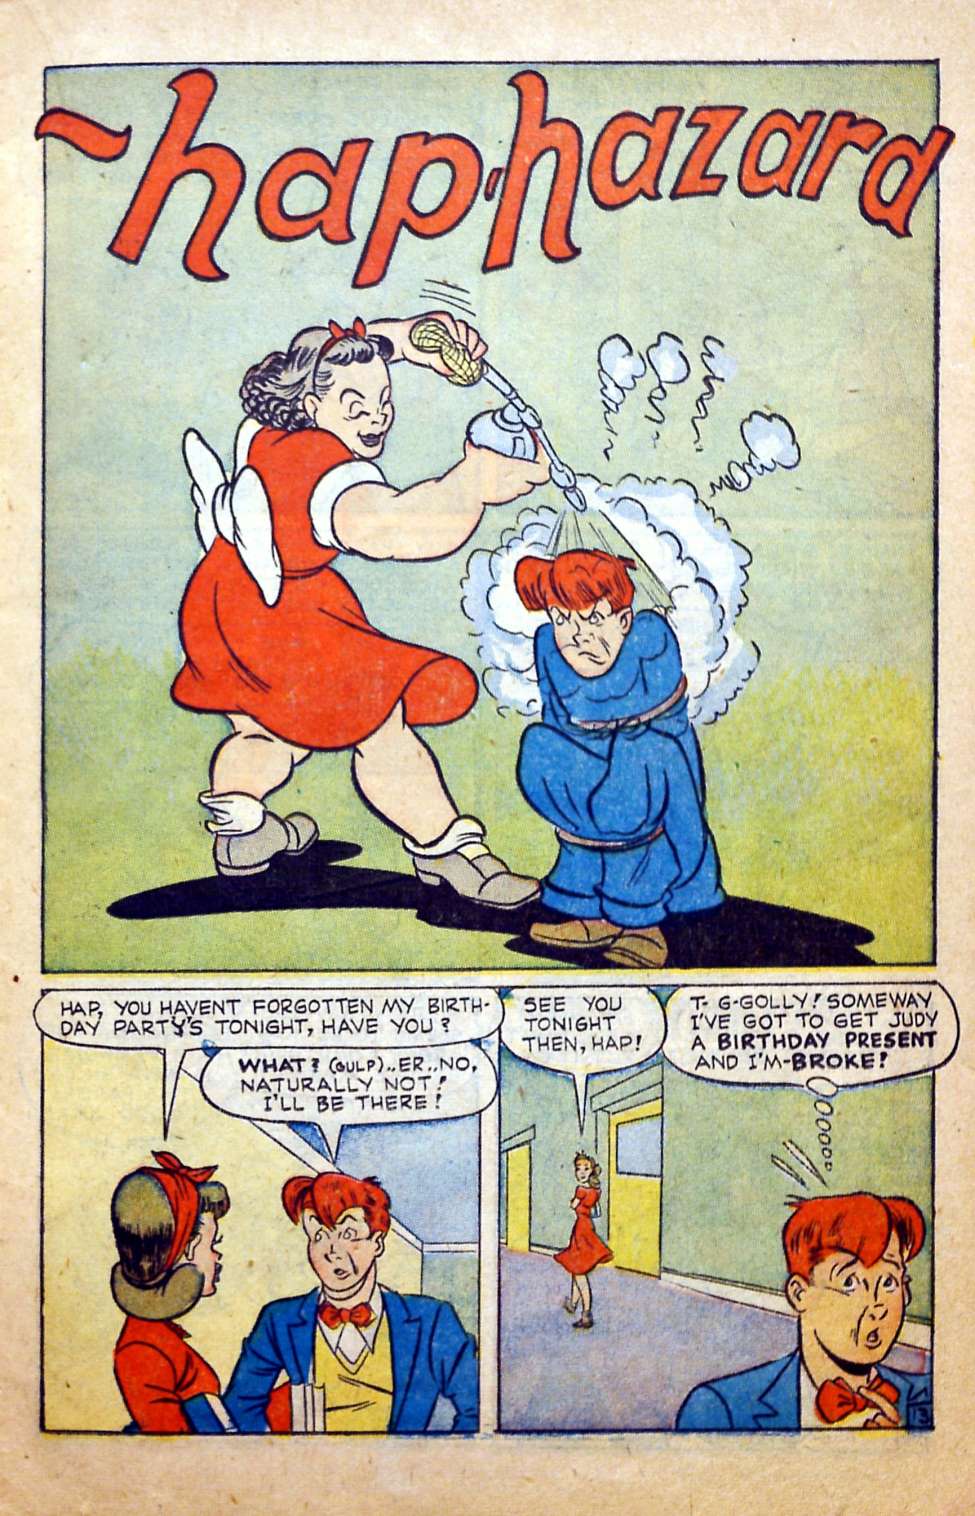 ~hap-hazard
HAP, YOU HAVENT FORGOTTEN MY BIRTH-
DAY PARTY'S TONIGHT, HAVE YOU?
WHAT? (GULP)..ER..NO,
NATURALLY NOT!
I'LL BE THERE!
SEE YOU
TONIGHT
THEN, HAP!
T- G-GOLLY! SOMEWAY
I'VE GOT TO GET JUDY
A BIRTHDAY PRESENT
AND I'M-BROKE!
13